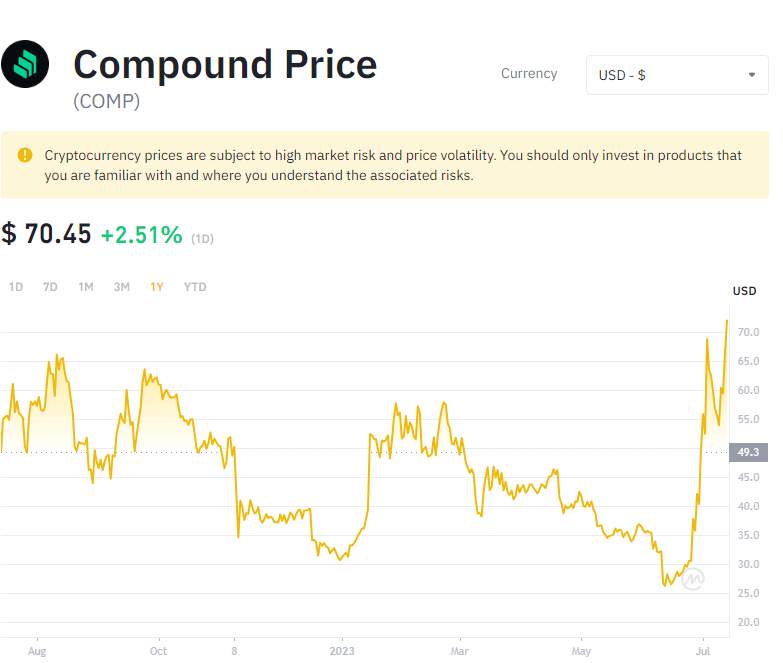 Compound Price
(COMP)
Currency
USD - $
Cryptocurrency prices are subject to high market risk and price volatility. You should only invest in products that
you are familiar with and where you understand the associated risks.
$ 70.45 +2.51% (1D)
1D 7D 1M 3M 1Y YTD
USD
70.0
65.0
60.0
55.0
49.3
45.0
40.0
35.0
30.0
25.0
20.0
Aug Oct 8 2023 Mar May Jul